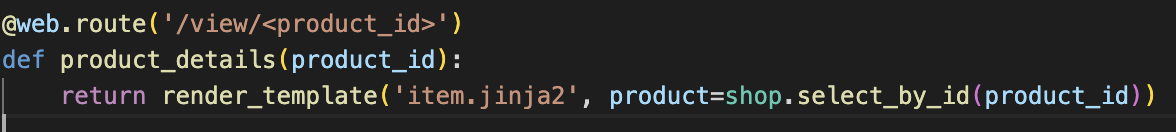 @web.route('/view/<product_id>')
def product_details(product_id):
    return render_template('item.jinja2', product=shop.select_by_id(product_id))